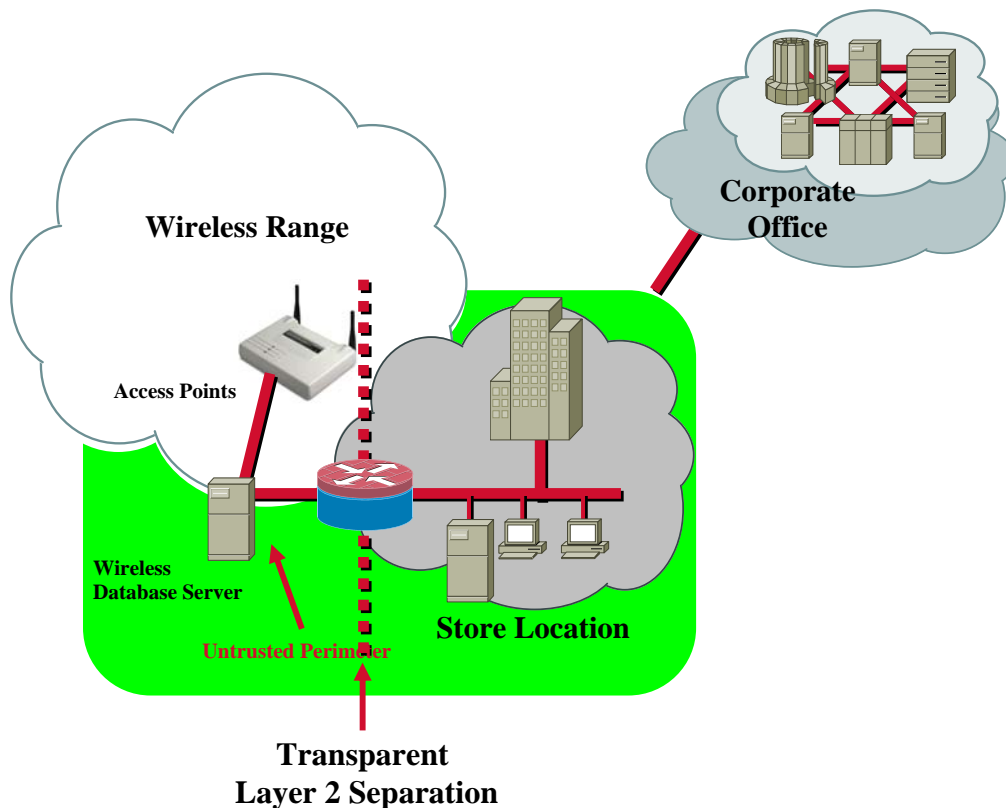 Corporate
Office
Wireless Range
Access Points
Wireless
Database Server
Store Location
Untrusted Perimeter
Transparent
Layer 2 Separation